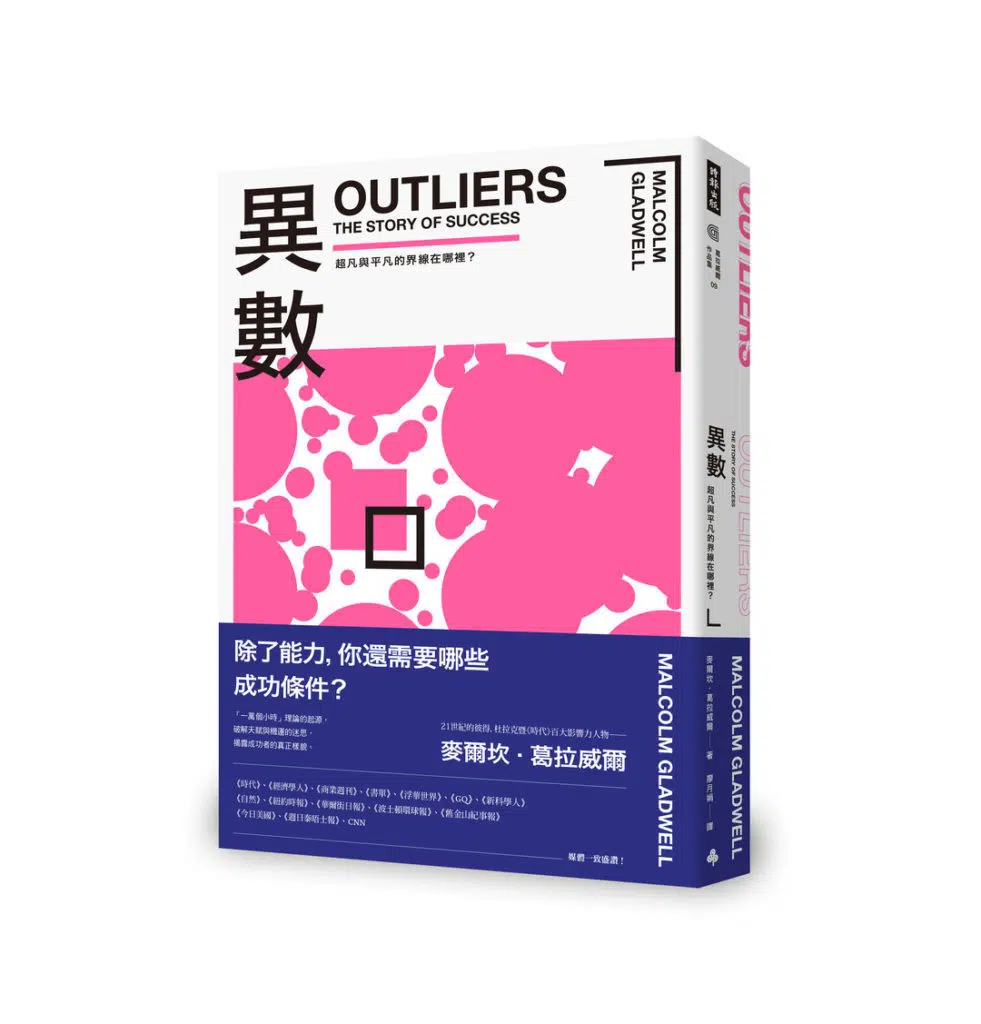 異數
OUTLIERS
THE STORY OF SUCCESS
超凡與平凡的界線在哪裡？
MALCOLM
GLADWELL
除了能力，你還需要哪些
成功條件？
「一萬個小時」理論的起源，
破解天賦與機運的迷思，
揭露成功者的真正樣貌。
21世紀的彼得．杜拉克暨《時代》百大影響力人物──
麥爾坎．葛拉威爾
《時代》、《經濟學人》、《商業週刊》、《書單》、《浮華世界》、《GQ》、《新科學人》
《自然》、《紐約時報》、《華爾街日報》、《波士頓環球報》、《舊金山紀事報》
《今日美國》、《週日泰晤士報》、CNN
媒體一致盛讚！
MALCOLM GLADWELL
時報出版
葛拉威爾
作品集
09
OUTLIERS
OUTLIERS
THE STORY OF SUCCESS
異數
超凡與平凡的界線在哪裡？
麥爾坎．葛拉威爾──著
廖月娟──譯
MALCOLM GLADWELL